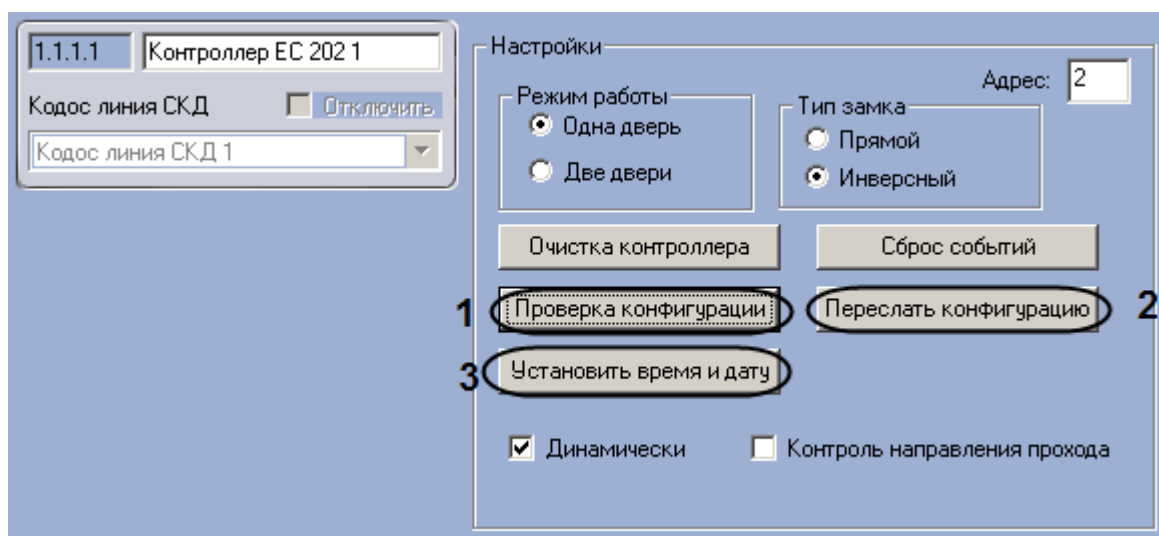 1.1.1.1 Контроллер ЕС 202 1
Кодос линия СКД Отключить
Кодос линия СКД 1
Настройки
Адрес: 2
Режим работы
Одна дверь
Две двери
Тип замка
Прямой
Инверсный
Очистка контроллера Сброс событий
1 Проверка конфигурации Переслать конфигурацию 2
3 Установить время и дату
Динамически Контроль направления прохода